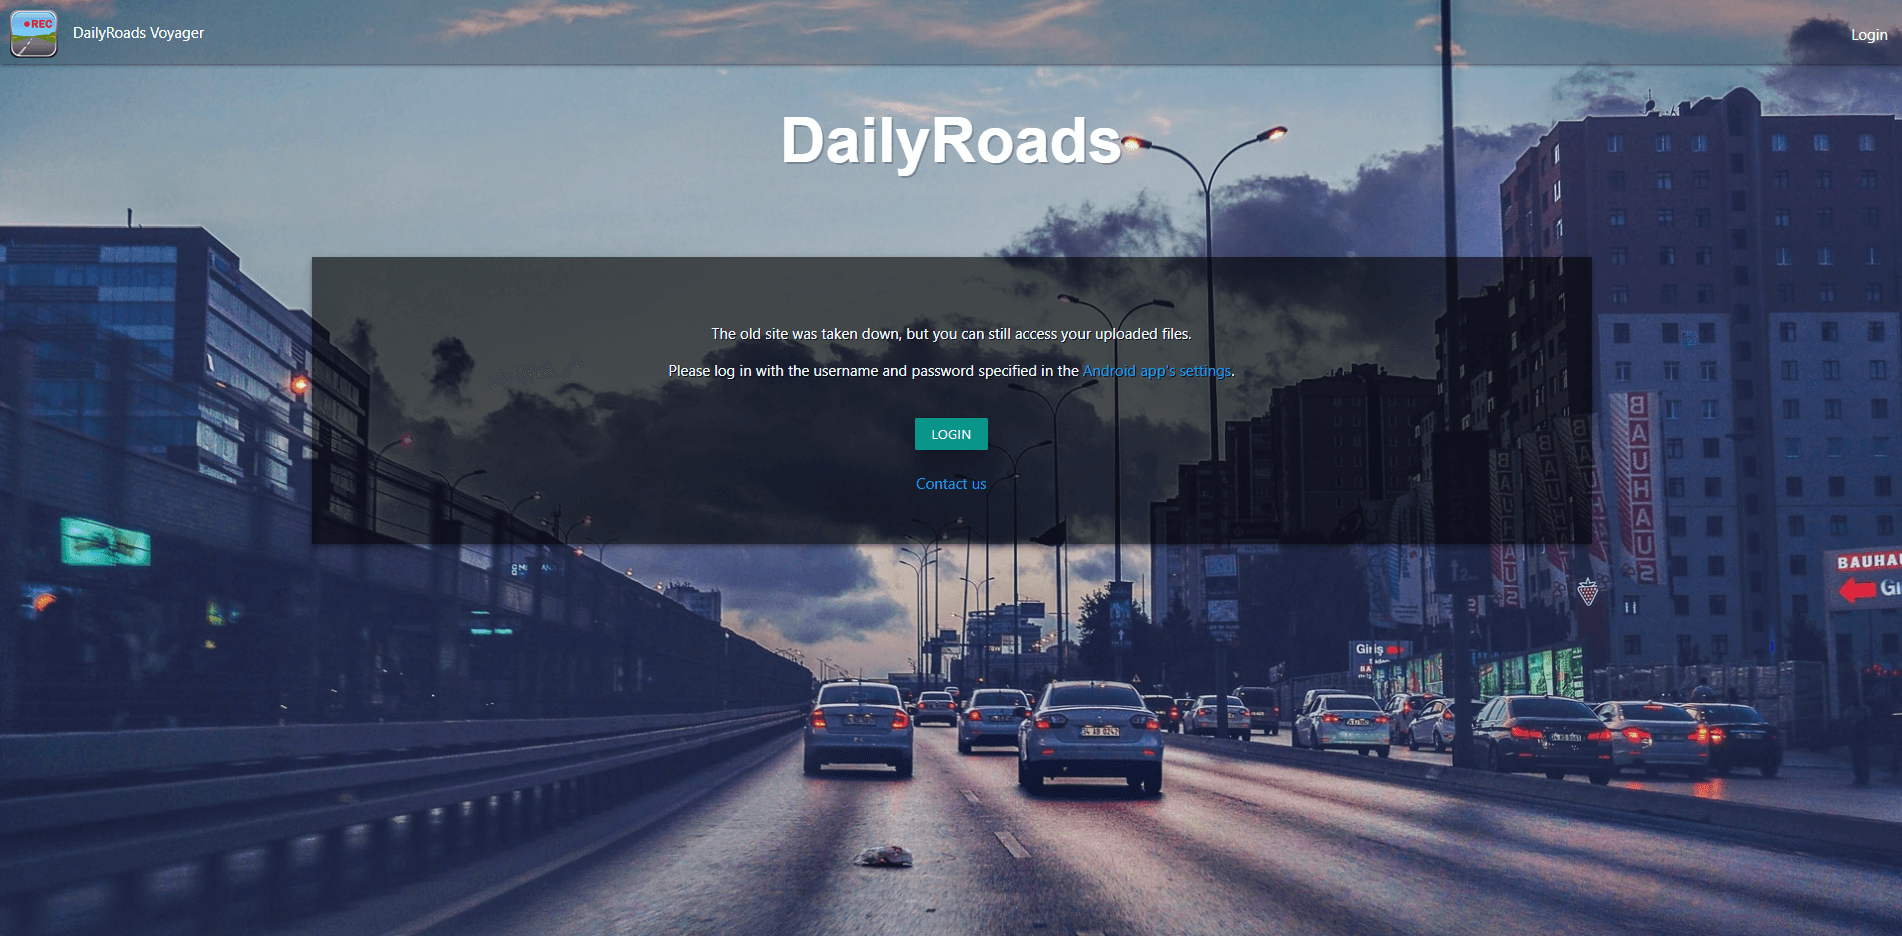 REC
DailyRoads Voyager
Login
DailyRoads
The old site was taken down, but you can still access your uploaded files.
Please log in with the username and password specified in the Android app's settings.
LOGIN
Contact us
BAUHAUS
BAUHAUS
BAUHAUS
BAUHAUS
Giriş